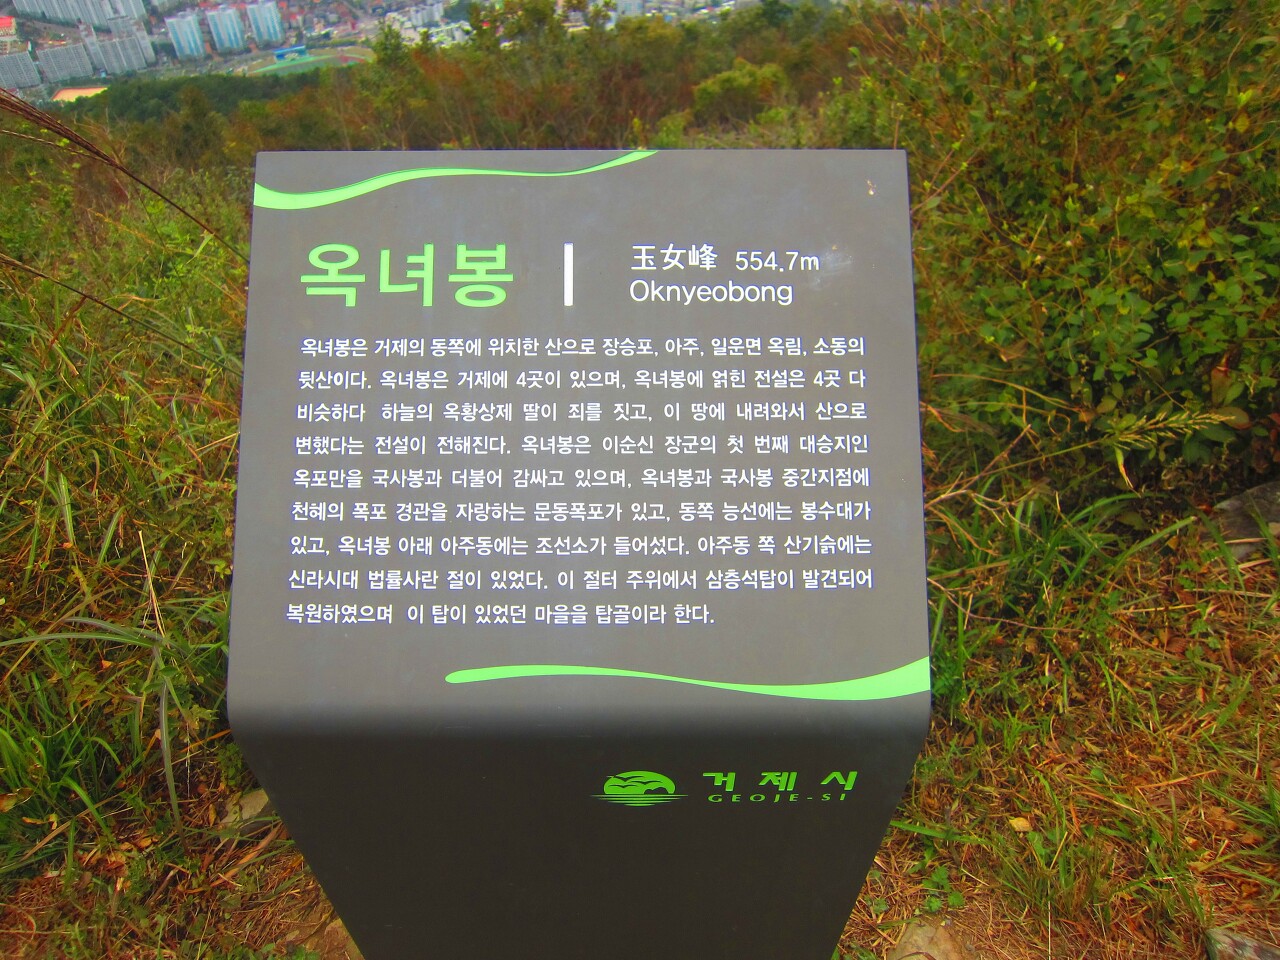 옥녀봉
玉女峰 554.7m
Oknyeobong
옥녀봉은 거제의 동쪽에 위치한 산으로 장승포, 아주, 일운면 옥림, 소동의
뒷산이다. 옥녀봉은 거제에 4곳이 있으며, 옥녀봉에 얽힌 전설은 4곳 다
비슷하다 하늘의 옥황상제 딸이 죄를 짓고, 이 땅에 내려와서 산으로
변했다는 전설이 전해진다. 옥녀봉은 이순신 장군의 첫 번째 대승지인
옥포만을 국사봉과 더불어 감싸고 있으며, 옥녀봉과 국사봉 중간지점에
천혜의 폭포 경관을 자랑하는 문동폭포가 있고, 동쪽 능선에는 봉수대가
있고, 옥녀봉 아래 아주동에는 조선소가 들어섰다. 아주동 쪽 산기슭에는
신라시대 법률사란 절이 있었다. 이 절터 주위에서 삼층석탑이 발견되어
복원하였으며 이 탑이 있었던 마을을 탑골이라 한다.
거제시
GEOJE-SI